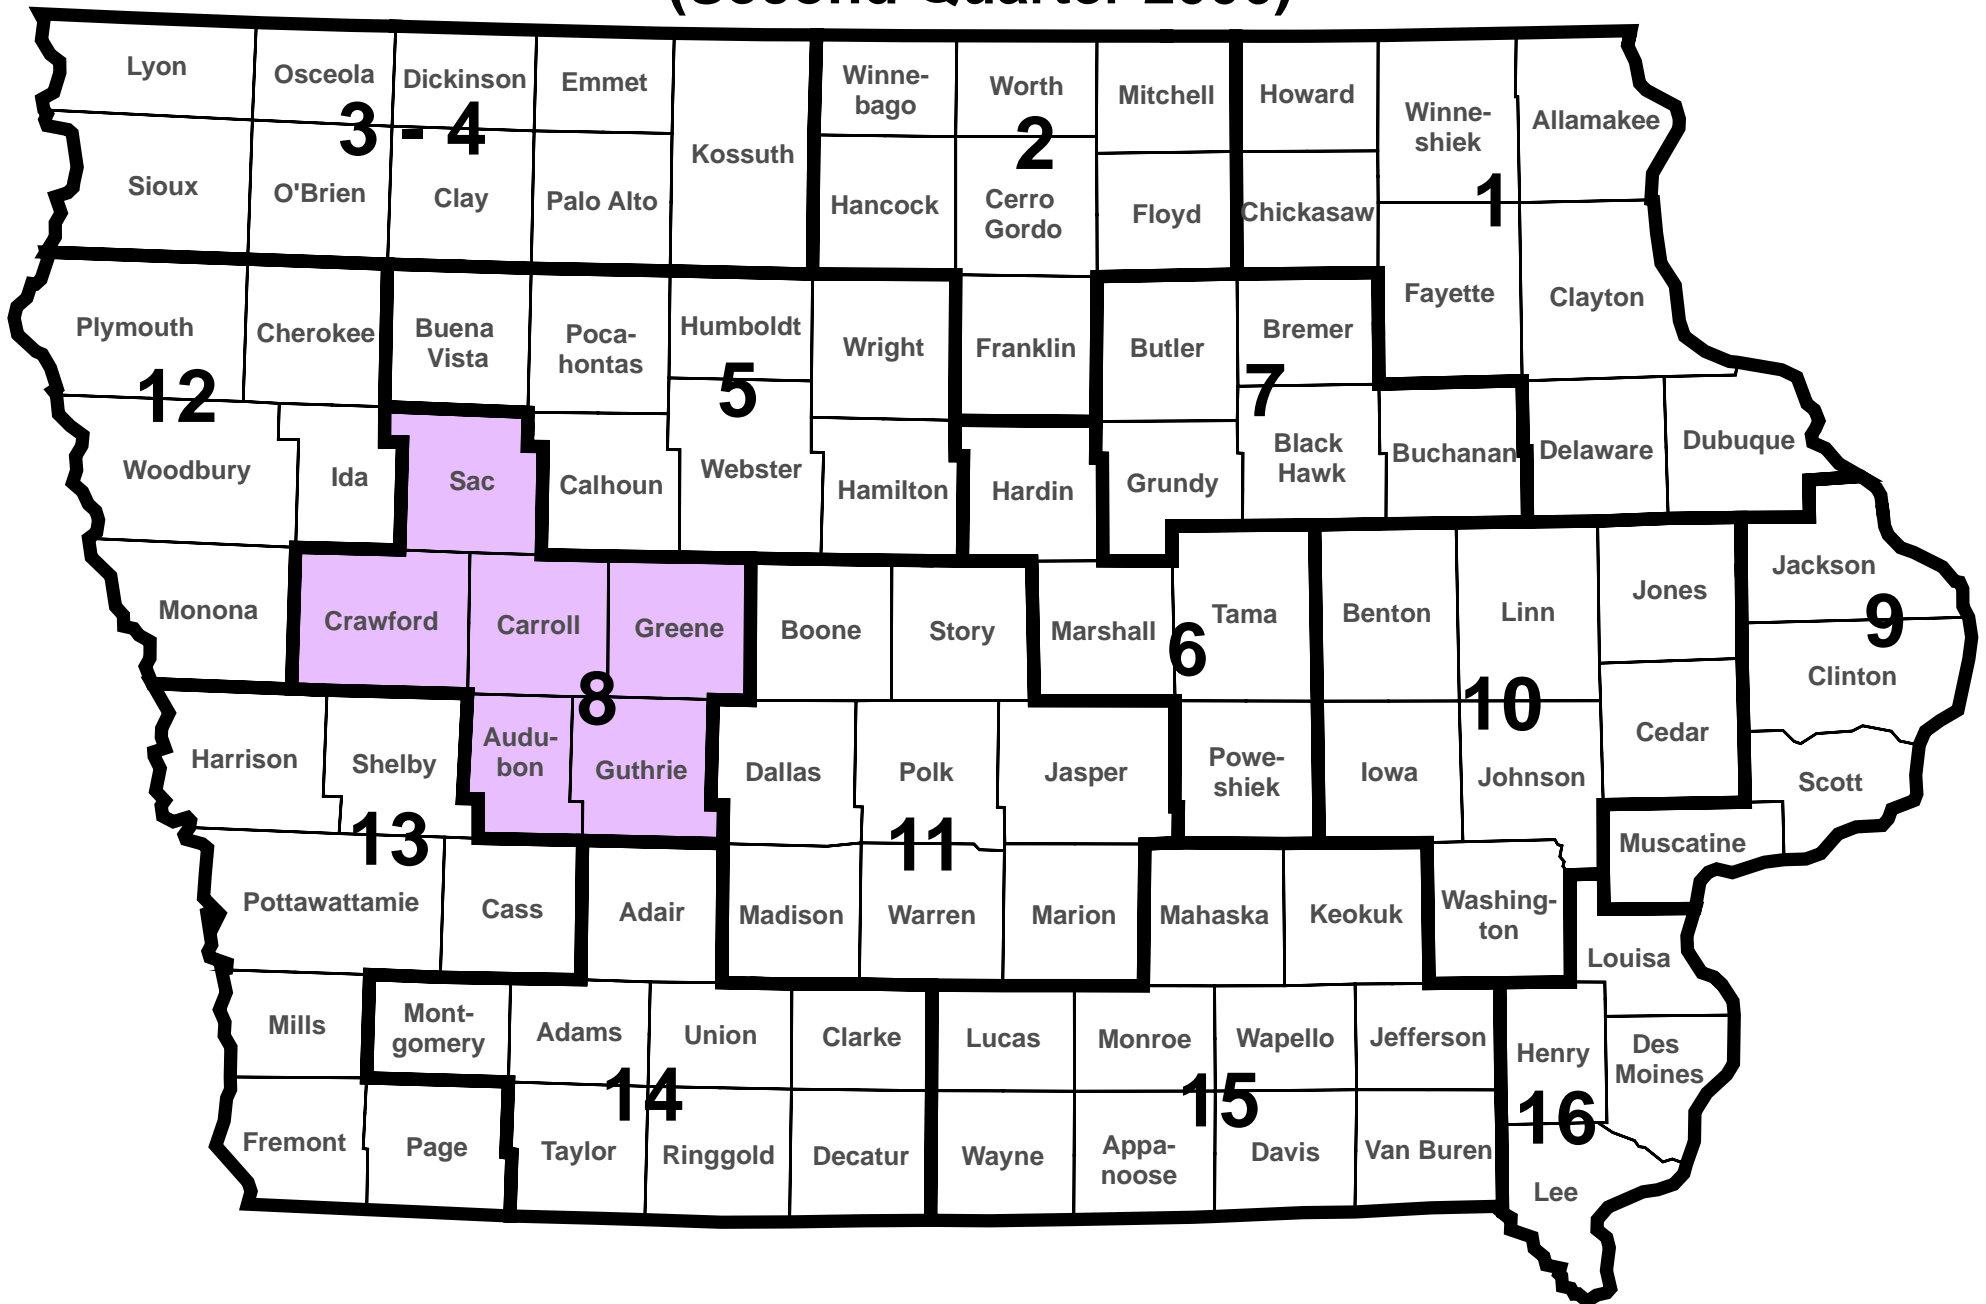 (Second Quarter 2000)
Lyon
Osceola
Dickinson
Emmet
Kossuth
Winne-
bago
Worth
Mitchell
Howard
Winne-
shiek
Allamakee
3 - 4
2
1
Sioux
O'Brien
Clay
Palo Alto
Hancock
Cerro
Gordo
Floyd
Chickasaw
Fayette
Clayton
Plymouth
Cherokee
Buena
Vista
Poca-
hontas
Humboldt
Wright
Franklin
Butler
Bremer
12
5
7
Woodbury
Ida
Sac
Calhoun
Webster
Hamilton
Hardin
Grundy
Black
Hawk
Buchanan
Delaware
Dubuque
Monona
Crawford
Carroll
Greene
Boone
Story
Marshall
Tama
Benton
Linn
Jones
Jackson
6
9
Clinton
8
10
Harrison
Shelby
Audu-
bon
Guthrie
Dallas
Polk
Jasper
Powe-
shiek
Iowa
Johnson
Cedar
Scott
13
11
Muscatine
Pottawattamie
Cass
Adair
Madison
Warren
Marion
Mahaska
Keokuk
Washing-
ton
Louisa
Mills
Mont-
gomery
Adams
Union
Clarke
Lucas
Monroe
Wapello
Jefferson
Henry
Des
Moines
14
15
16
Fremont
Page
Taylor
Ringgold
Decatur
Wayne
Appa-
noose
Davis
Van Buren
Lee